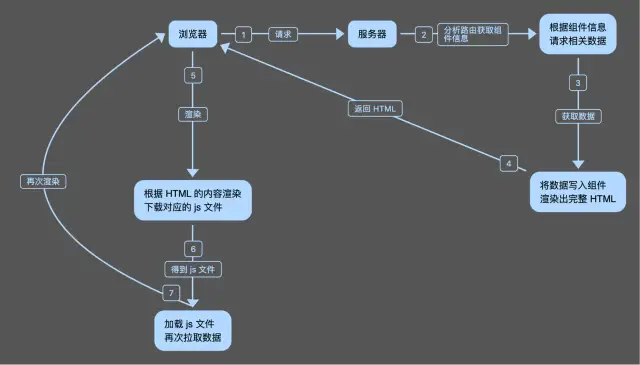 浏览器
1
请求
服务器
2
分析路由获取组
件信息
根据组件信息
请求相关数据
5
3
渲染
返回 HTML
获取数据
4
再次渲染
根据 HTML 的内容渲染
下载对应的 js 文件
将数据写入组件
渲染出完整 HTML
6
得到 js 文件
7
加载 js 文件
再次拉取数据